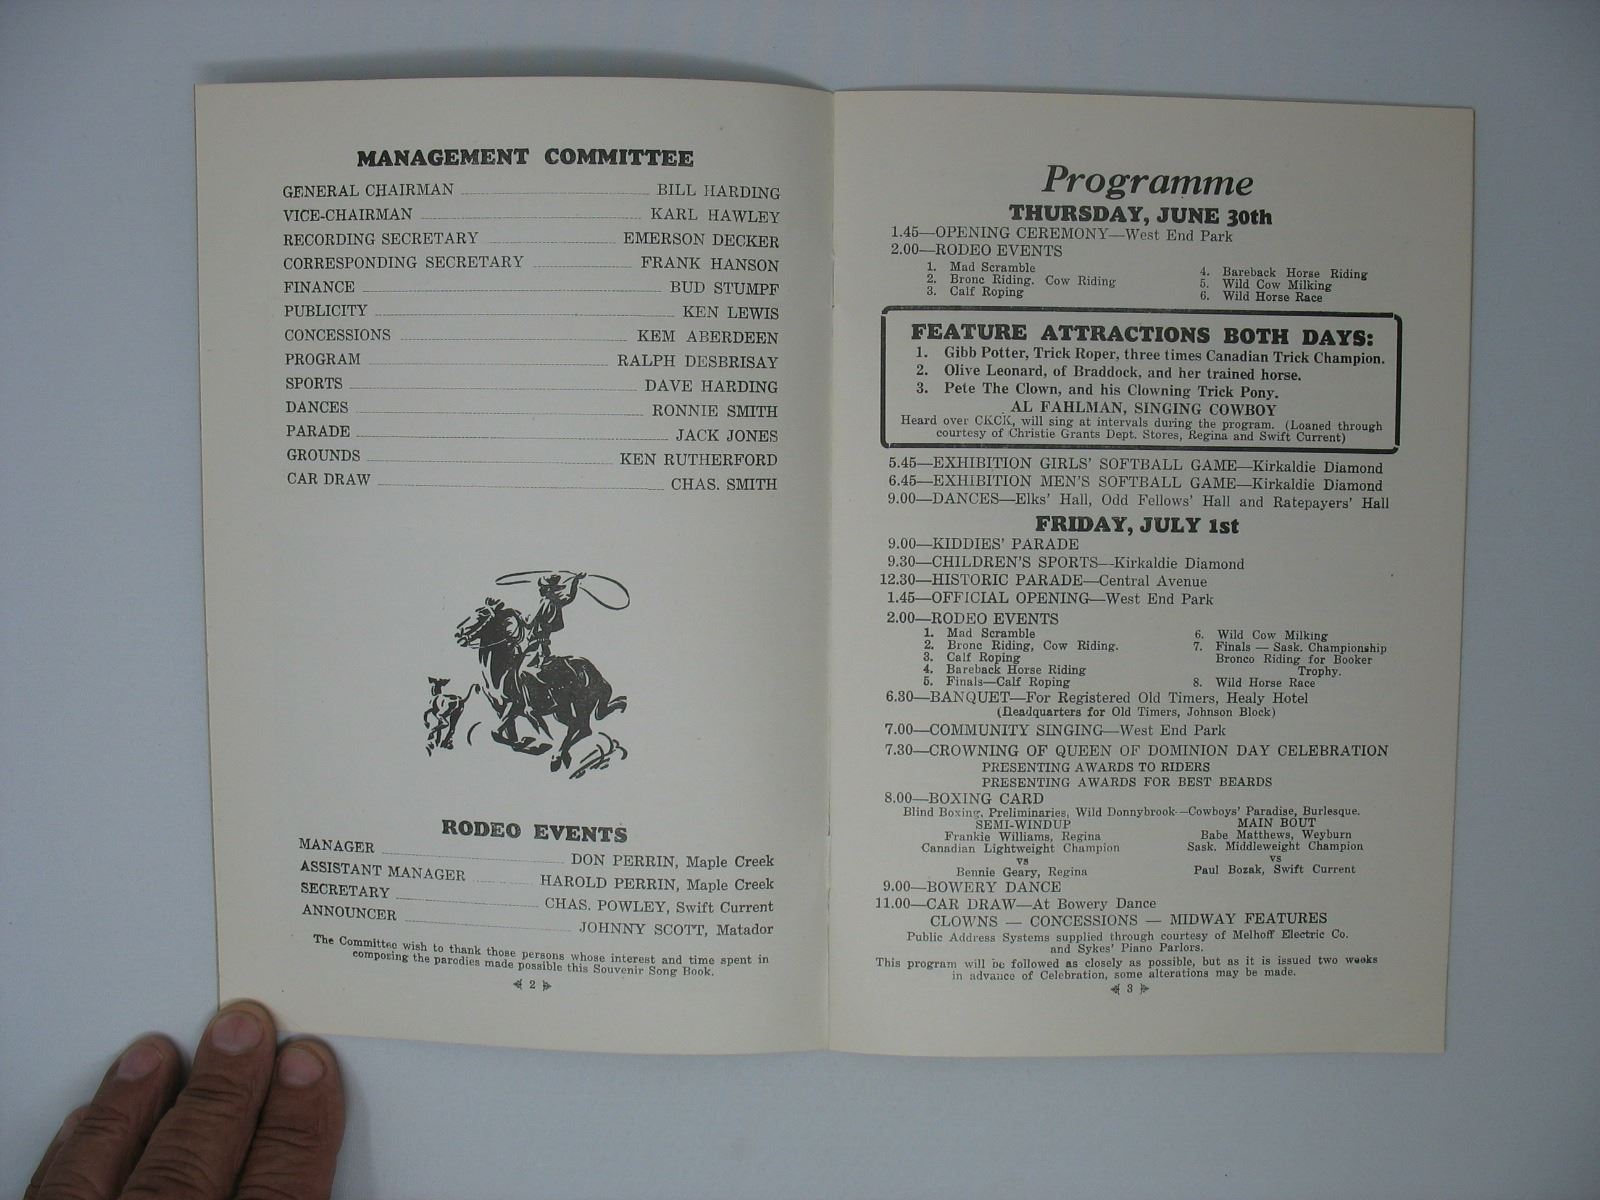 MANAGEMENT COMMITTEE
GENERAL CHAIRMAN BILL HARDING
VICE-CHAIRMAN KARL HAWLEY
RECORDING SECRETARY EMERSON DECKER
CORRESPONDING SECRETARY FRANK HANSON
FINANCE BUD STUMPF
PUBLICITY KEN LEWIS
CONCESSIONS KEM ABERDEEN
PROGRAM RALPH DESBRISAY
SPORTS DAVE HARDING
DANCES RONNIE SMITH
PARADE JACK JONES
GROUNDS KEN RUTHERFORD
CAR DRAW CHAS. SMITH
RODEO EVENTS
MANAGER DON PERRIN, Maple Creek
ASSISTANT MANAGER HAROLD PERRIN, Maple Creek
SECRETARY CHAS. POWLEY, Swift Current
ANNOUNCER JOHNNY SCOTT, Matador
The Committee wish to thank those persons whose interest and time spent in
composing the parodies made possible this Souvenir Song Book.
2
Programme
THURSDAY, JUNE 30th
1.45—OPENING CEREMONY—West End Park
2.00—RODEO EVENTS
1. Mad Scramble
2. Bronc Riding. Cow Riding
3. Calf Roping
4. Bareback Horse Riding
5. Wild Cow Milking
6. Wild Horse Race
FEATURE ATTRACTIONS BOTH DAYS:
1. Gibb Potter, Trick Roper, three times Canadian Trick Champion.
2. Olive Leonard, of Braddock, and her trained horse.
3. Pete The Clown, and his Clowning Trick Pony.
AL FAHLMAN, SINGING COWBOY
Heard over CKCK, will sing at intervals during the program. (Loaned through
courtesy of Christie Grants Dept. Stores, Regina and Swift Current)
5.45—EXHIBITION GIRLS' SOFTBALL GAME—Kirkaldie Diamond
6.45—EXHIBITION MEN'S SOFTBALL GAME—Kirkaldie Diamond
9.00—DANCES—Elks' Hall, Odd Fellows' Hall and Ratepayers' Hall
FRIDAY, JULY 1st
9.00—KIDDIES' PARADE
9.30—CHILDREN'S SPORTS—Kirkaldie Diamond
12.30—HISTORIC PARADE—Central Avenue
1.45—OFFICIAL OPENING—West End Park
2.00—RODEO EVENTS
1. Mad Scramble
2. Bronc Riding, Cow Riding.
3. Calf Roping
4. Bareback Horse Riding
5. Finals—Calf Roping
6. Wild Cow Milking
7. Finals — Sask. Championship
Bronco Riding for Booker
Trophy.
8. Wild Horse Race
6.30—BANQUET—For Registered Old Timers, Healy Hotel
(Headquarters for Old Timers, Johnson Block)
7.00—COMMUNITY SINGING—West End Park
7.30—CROWNING OF QUEEN OF DOMINION DAY CELEBRATION
PRESENTING AWARDS TO RIDERS
PRESENTING AWARDS FOR BEST BEARDS
8.00—BOXING CARD
Blind Boxing, Preliminaries, Wild Donnybrook—Cowboys' Paradise, Burlesque.
SEMI-WINDUP
Frankie Williams, Regina
Canadian Lightweight Champion
vs
Bennie Geary, Regina
MAIN BOUT
Babe Matthews, Weyburn
Sask. Middleweight Champion
vs
Paul Bozak, Swift Current
9.00—BOWERY DANCE
11.00—CAR DRAW—At Bowery Dance
CLOWNS — CONCESSIONS — MIDWAY FEATURES
Public Address Systems supplied through courtesy of Melhoff Electric Co.
and Sykes' Piano Parlors.
This program will be followed as closely as possible, but as it is issued two weeks
in advance of Celebration, some alterations may be made.
3